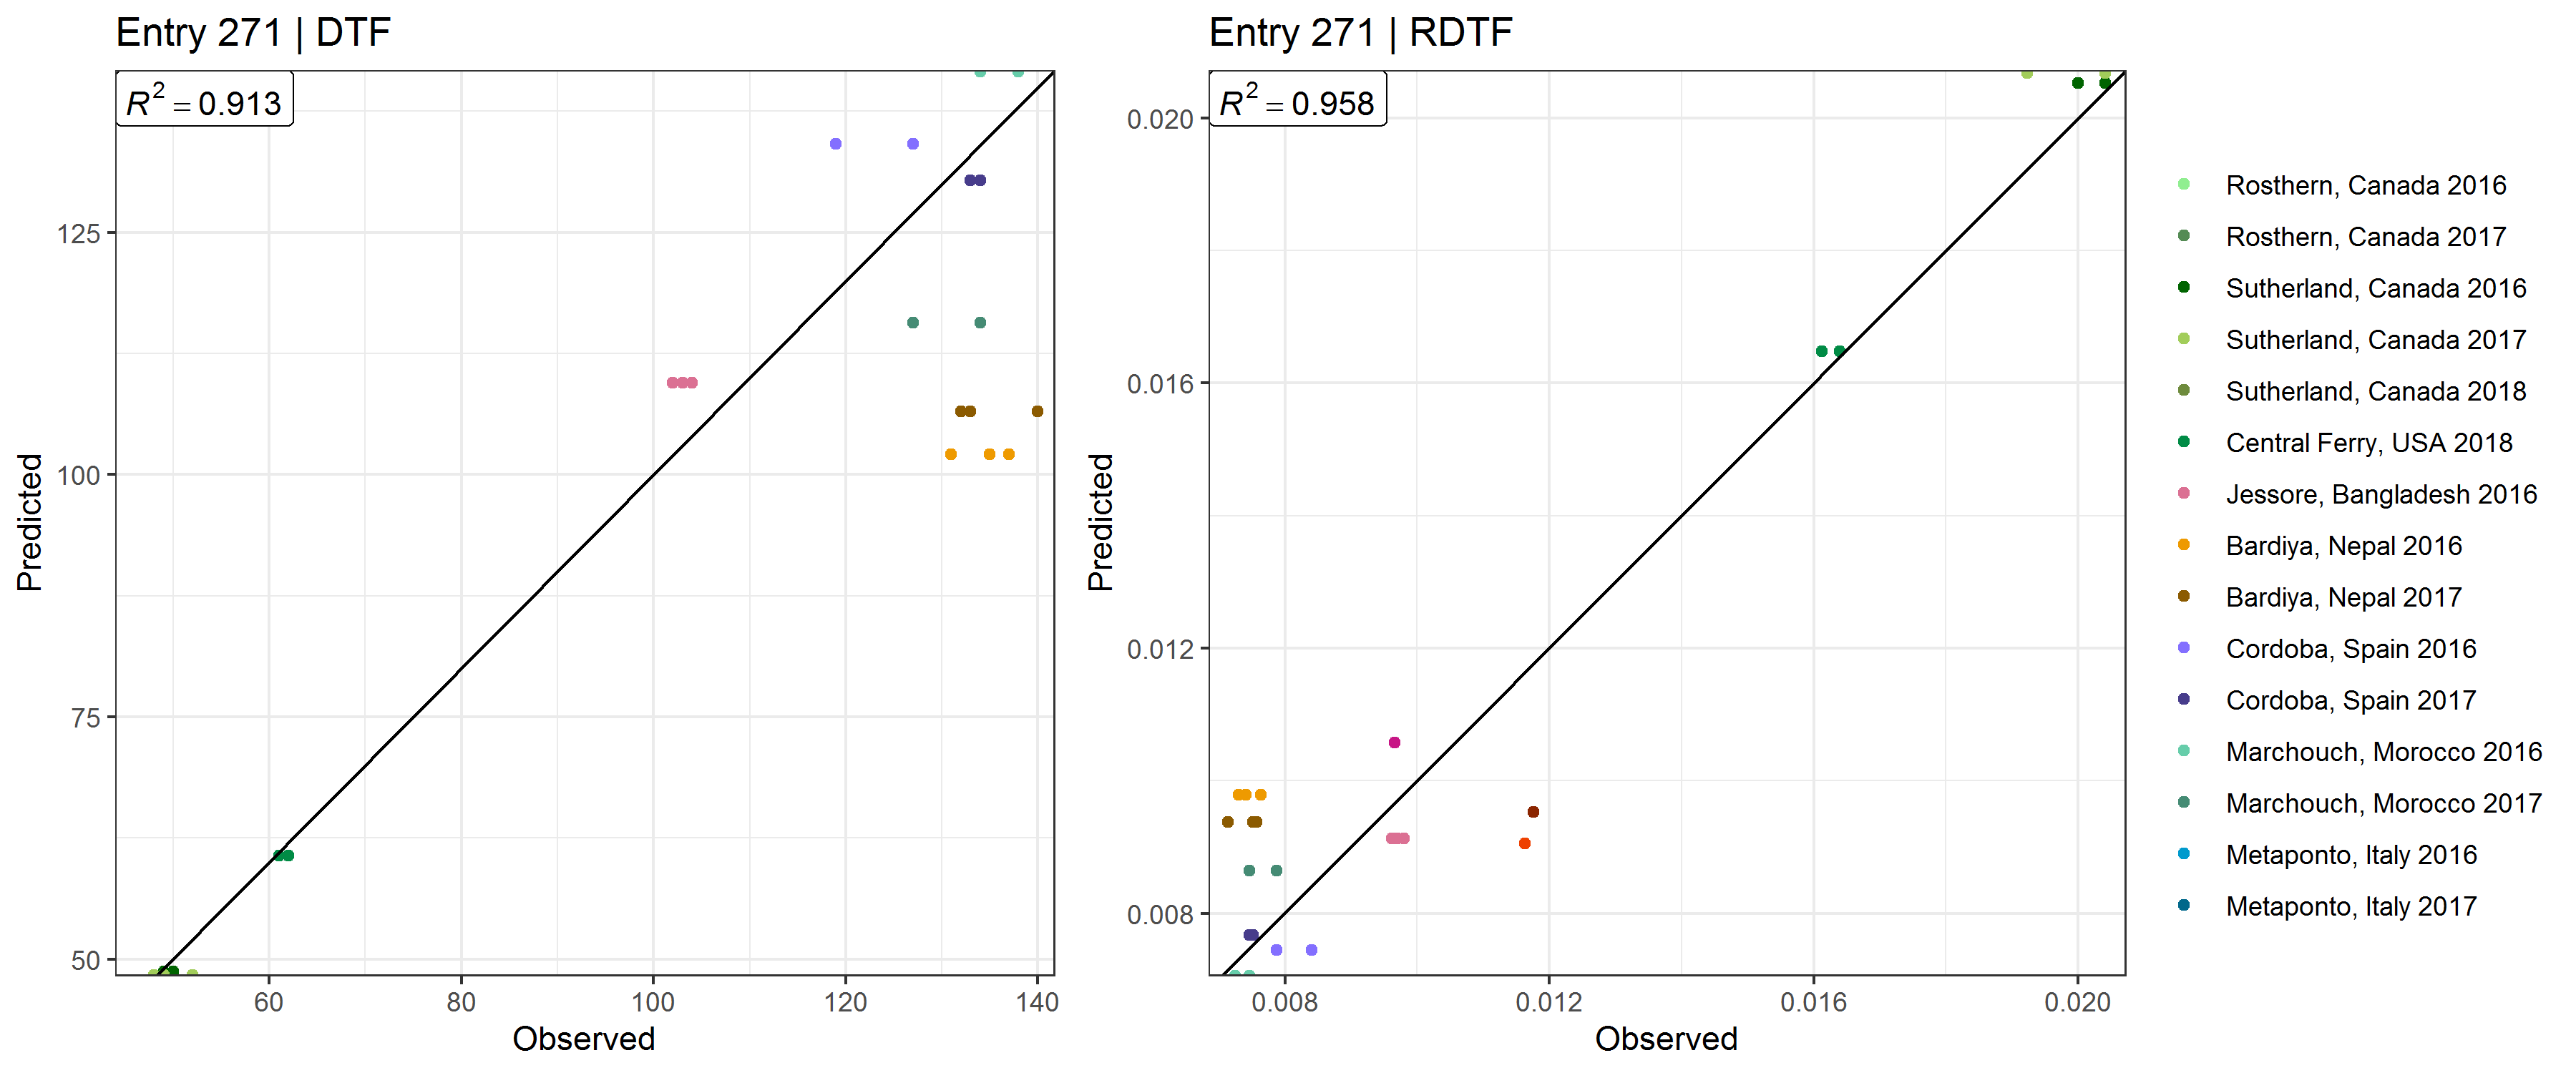 Entry 271 | DTF
R² = 0.913
125
100
75
50
Predicted
60 80 100 120 140
Observed
Entry 271 | RDTF
R² = 0.958
0.020
0.016
0.012
0.008
Predicted
0.008 0.012 0.016 0.020
Observed
Rosthern, Canada 2016
Rosthern, Canada 2017
Sutherland, Canada 2016
Sutherland, Canada 2017
Sutherland, Canada 2018
Central Ferry, USA 2018
Jessore, Bangladesh 2016
Bardiya, Nepal 2016
Bardiya, Nepal 2017
Cordoba, Spain 2016
Cordoba, Spain 2017
Marchouch, Morocco 2016
Marchouch, Morocco 2017
Metaponto, Italy 2016
Metaponto, Italy 2017